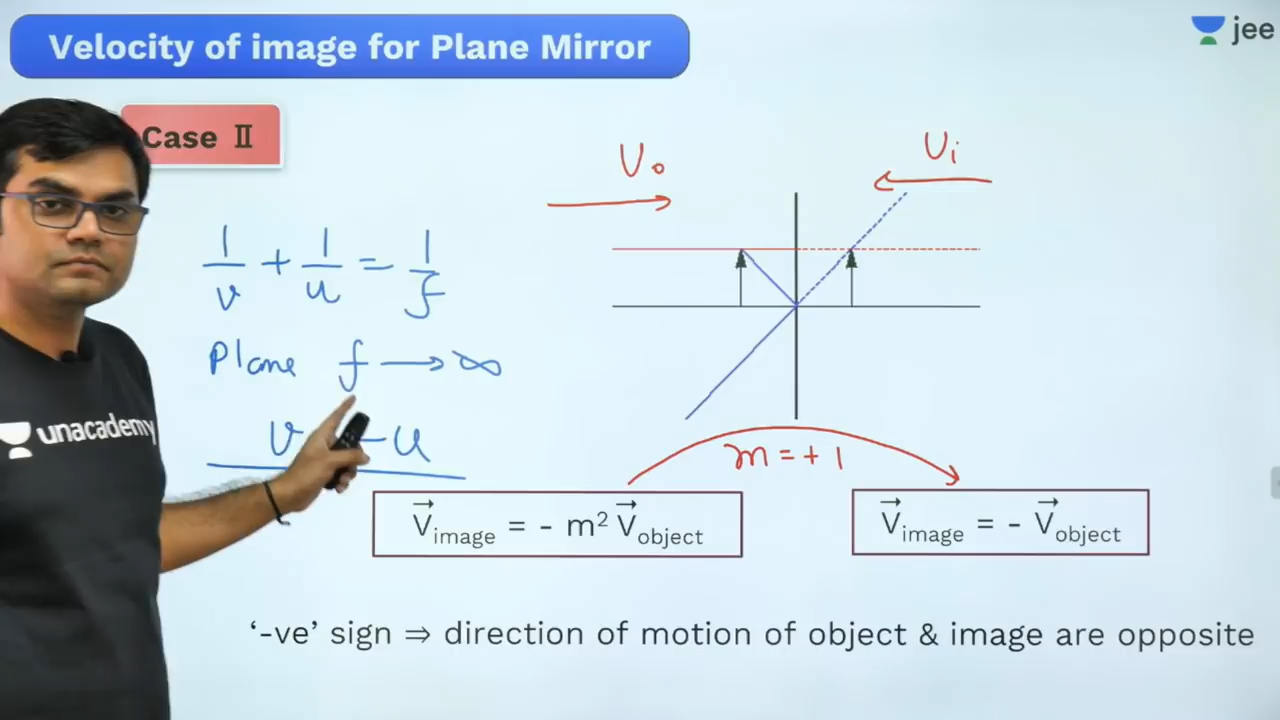 Velocity of image for Plane Mirror
jee
Case II
V₀
Vᵢ
1/v + 1/u = 1/f
Plane f → ∞
v - u
m = + 1
V⃗image = - m² V⃗object
V⃗image = - V⃗object
unacademy
‘-ve’ sign ⇒ direction of motion of object & image are opposite